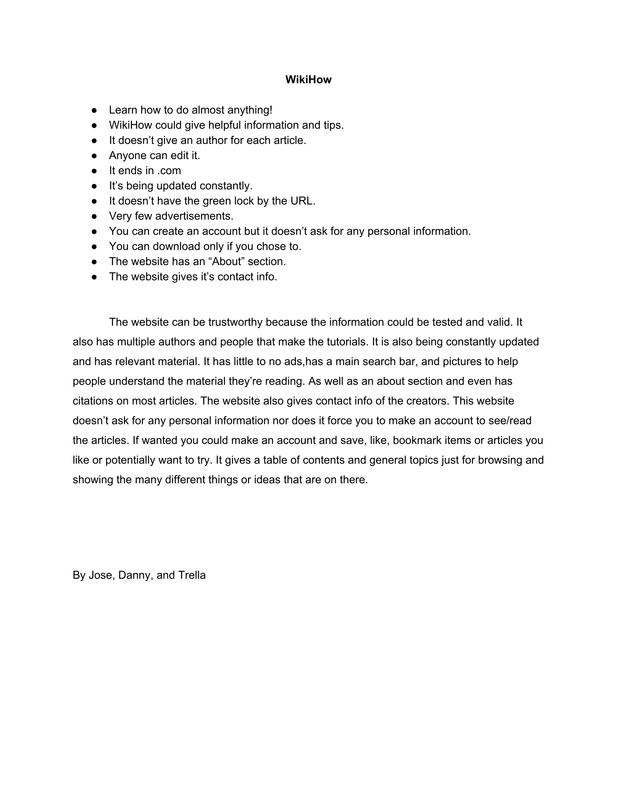 WikiHow
● Learn how to do almost anything!
● WikiHow could give helpful information and tips.
● It doesn’t give an author for each article.
● Anyone can edit it.
● It ends in .com
● It’s being updated constantly.
● It doesn’t have the green lock by the URL.
● Very few advertisements.
● You can create an account but it doesn’t ask for any personal information.
● You can download only if you chose to.
● The website has an “About” section.
● The website gives it’s contact info.
The website can be trustworthy because the information could be tested and valid. It
also has multiple authors and people that make the tutorials. It is also being constantly updated
and has relevant material. It has little to no ads,has a main search bar, and pictures to help
people understand the material they’re reading. As well as an about section and even has
citations on most articles. The website also gives contact info of the creators. This website
doesn’t ask for any personal information nor does it force you to make an account to see/read
the articles. If wanted you could make an account and save, like, bookmark items or articles you
like or potentially want to try. It gives a table of contents and general topics just for browsing and
showing the many different things or ideas that are on there.
By Jose, Danny, and Trella